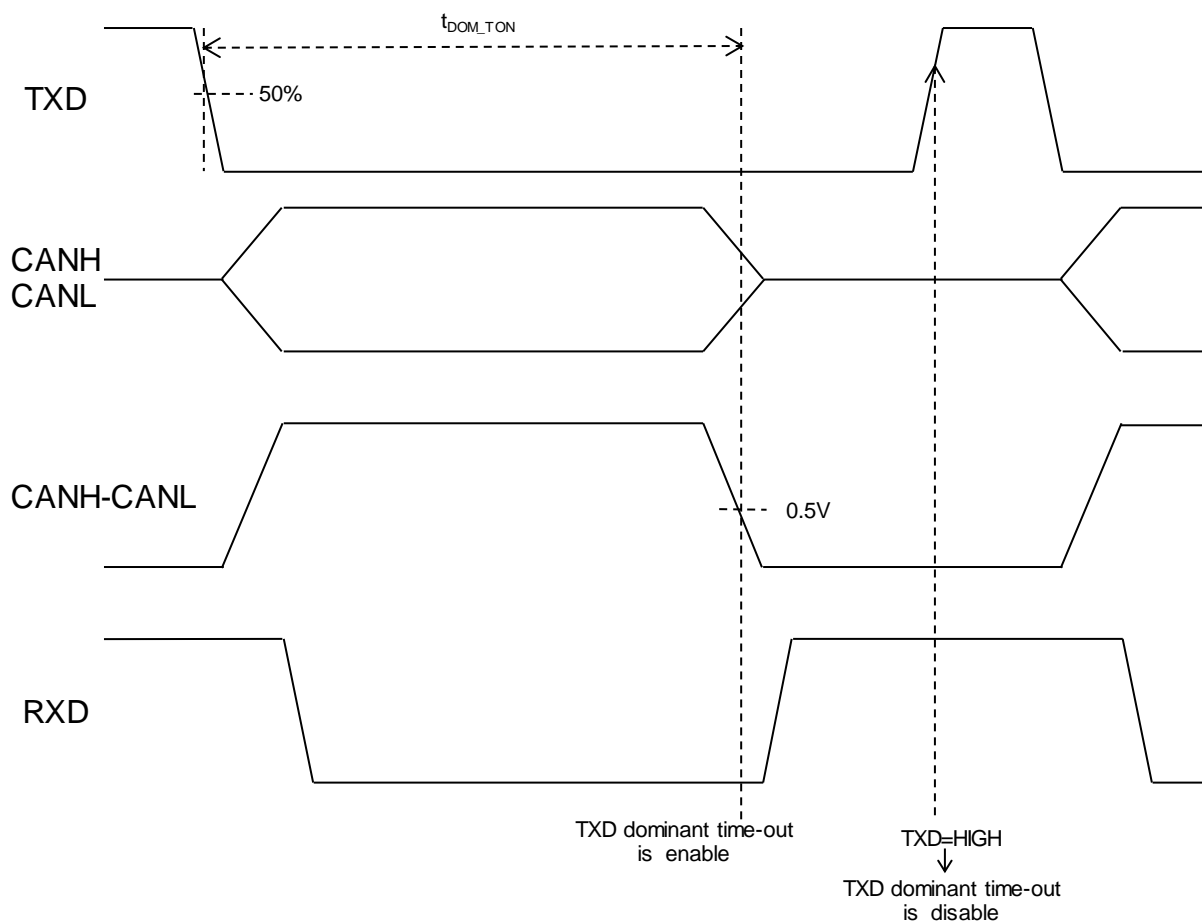 tDOM_TON
TXD
50%
CANH
CANL
CANH-CANL
0.5V
RXD
TXD dominant time-out
is enable
TXD=HIGH
TXD dominant time-out
is disable